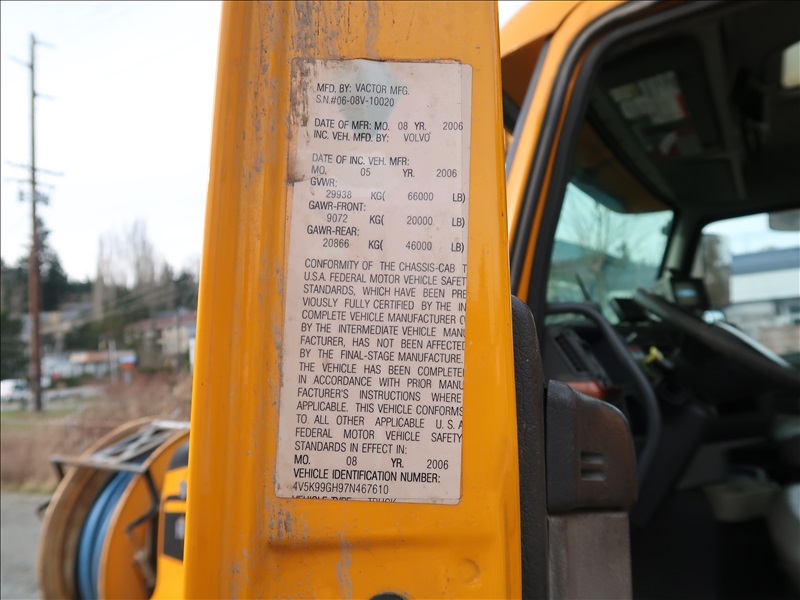 MFD. BY: VACTOR MFG.
S.N.#06-08V-10020
DATE OF MFR: MO. 08 YR. 2006
INC. VEH. MFD. BY: VOLVO
DATE OF INC. VEH. MFR:
MO. 05 YR. 2006
GVWR:
29938 KG( 66000 LB)
GAWR-FRONT:
9072 KG( 20000 LB)
GAWR-REAR:
20866 KG( 46000 LB)
CONFORMITY OF THE CHASSIS-CAB T
U.S.A. FEDERAL MOTOR VEHICLE SAFET
STANDARDS, WHICH HAVE BEEN PRE
VIOUSLY FULLY CERTIFIED BY THE IN
COMPLETE VEHICLE MANUFACTURER O
BY THE INTERMEDIATE VEHICLE MANU
FACTURER, HAS NOT BEEN AFFECTED
BY THE FINAL-STAGE MANUFACTURE
THE VEHICLE HAS BEEN COMPLETE
IN ACCORDANCE WITH PRIOR MANU
FACTURER'S INSTRUCTIONS WHERE
APPLICABLE. THIS VEHICLE CONFORMS
TO ALL OTHER APPLICABLE U.S.A
FEDERAL MOTOR VEHICLE SAFETY
STANDARDS IN EFFECT IN:
MO. 08 YR. 2006
VEHICLE IDENTIFICATION NUMBER:
4V5K99GH97N467610
VEHICLE TYPE TRUCK